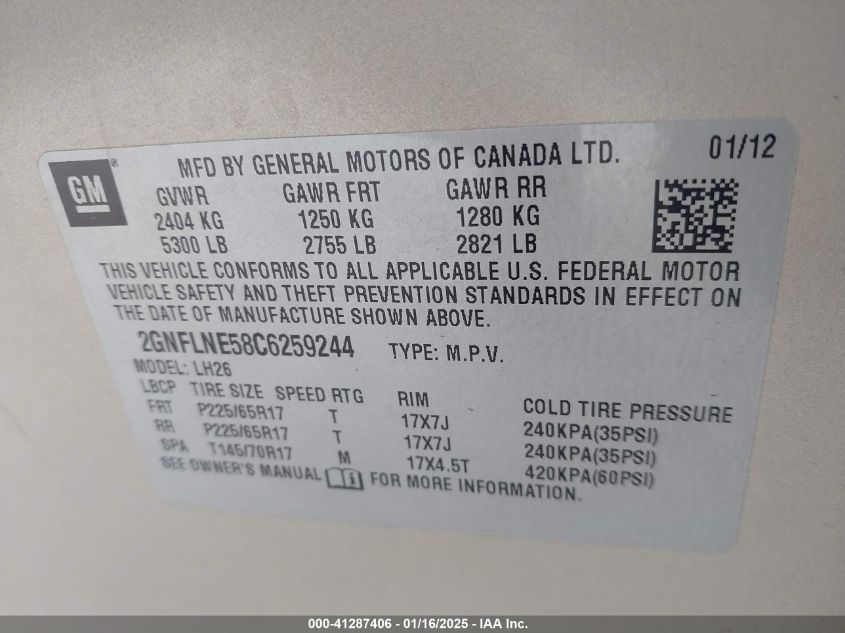 GM®
MFD BY GENERAL MOTORS OF CANADA LTD. 01/12
GVWR GAWR FRT GAWR RR
2404 KG 1250 KG 1280 KG
5300 LB 2755 LB 2821 LB
THIS VEHICLE CONFORMS TO ALL APPLICABLE U.S. FEDERAL MOTOR
VEHICLE SAFETY AND THEFT PREVENTION STANDARDS IN EFFECT ON
THE DATE OF MANUFACTURE SHOWN ABOVE.
2GNFLNE58C6259244 TYPE: M.P.V.
MODEL: LH26
LBCP TIRE SIZE SPEED RTG RIM COLD TIRE PRESSURE
FRT P225/65R17 T 17X7J 240KPA(35PSI)
RR P225/65R17 T 17X7J 240KPA(35PSI)
SPA T145/70R17 M 17X4.5T 420KPA(60PSI)
SEE OWNER'S MANUAL i FOR MORE INFORMATION.
000-41287406 - 01/16/2025 - IAA Inc.